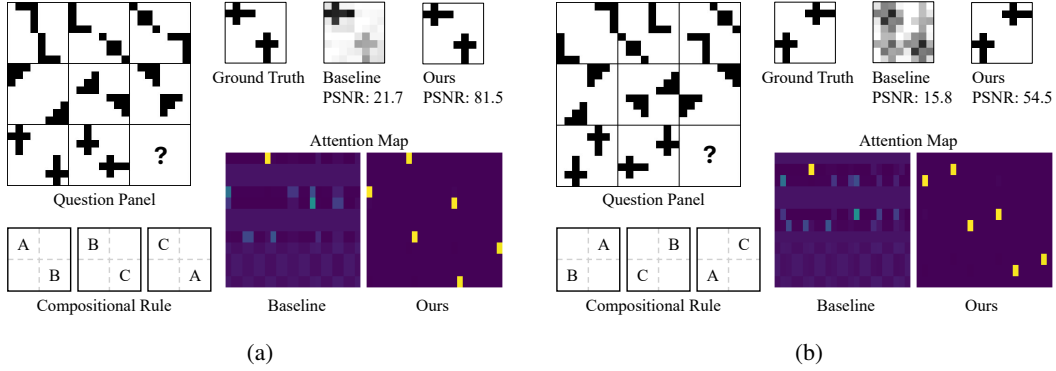 Ground Truth
Baseline
PSNR: 21.7
Ours
PSNR: 81.5
?
Question Panel
Attention Map
A
B
B
C
C
A
Compositional Rule
Baseline
Ours
(a)
Ground Truth
Baseline
PSNR: 15.8
Ours
PSNR: 54.5
?
Question Panel
Attention Map
A
B
B
C
C
A
Compositional Rule
Baseline
Ours
(b)